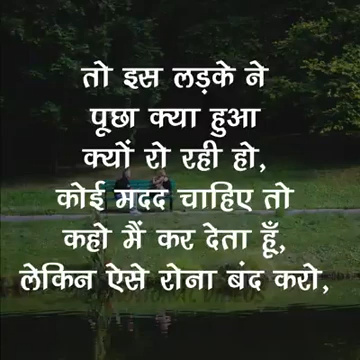 तो इस लड़के ने
पूछा क्या हुआ
क्यों रो रही हो,
कोई मदद चाहिए तो
कहो मैं कर देता हूँ,
लेकिन ऐसे रोना बंद करो,